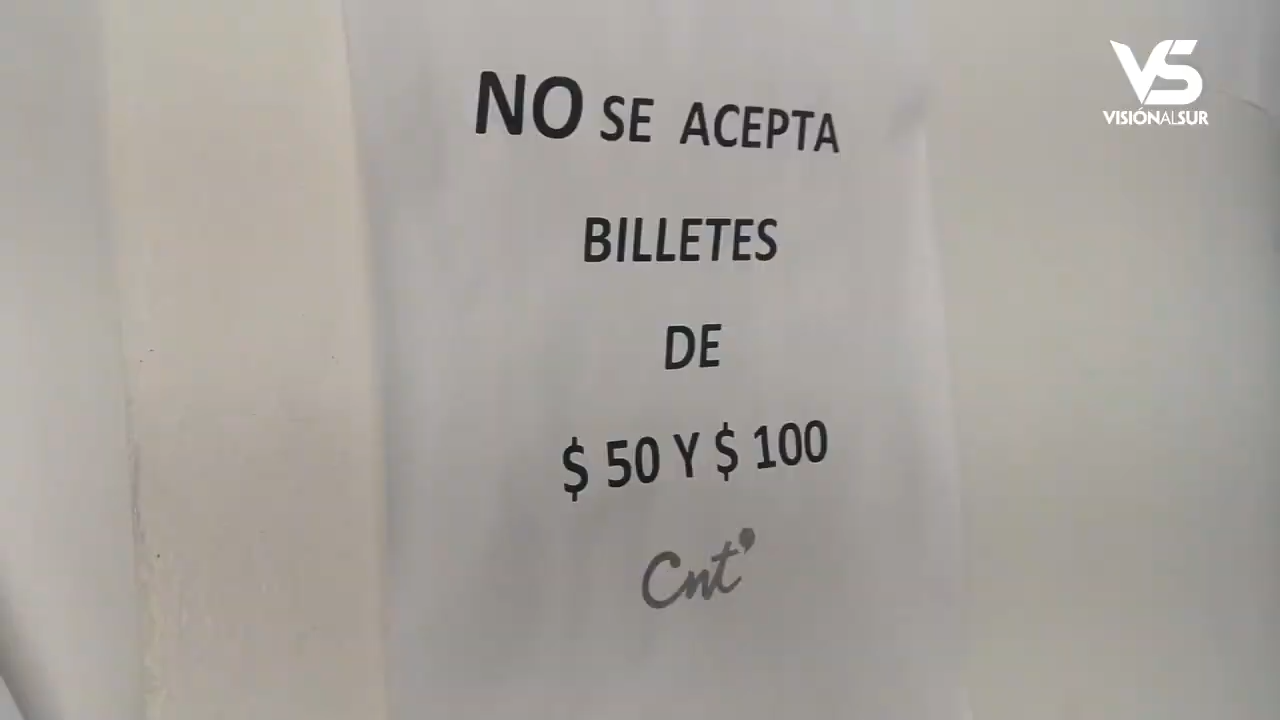 NO SE ACEPTA
BILLETES
DE
$ 50 Y $ 100
Cnt
VS
VISIÓNALSUR